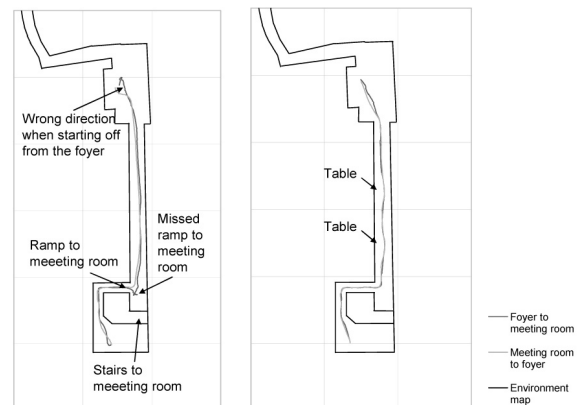 Wrong direction
when starting off
from the foyer
Missed
ramp to
meeting
room
Ramp to
meeeting room
Stairs to
meeeting room
Table
Table
Foyer to
meeting room
Meeting room
to foyer
Environment
map